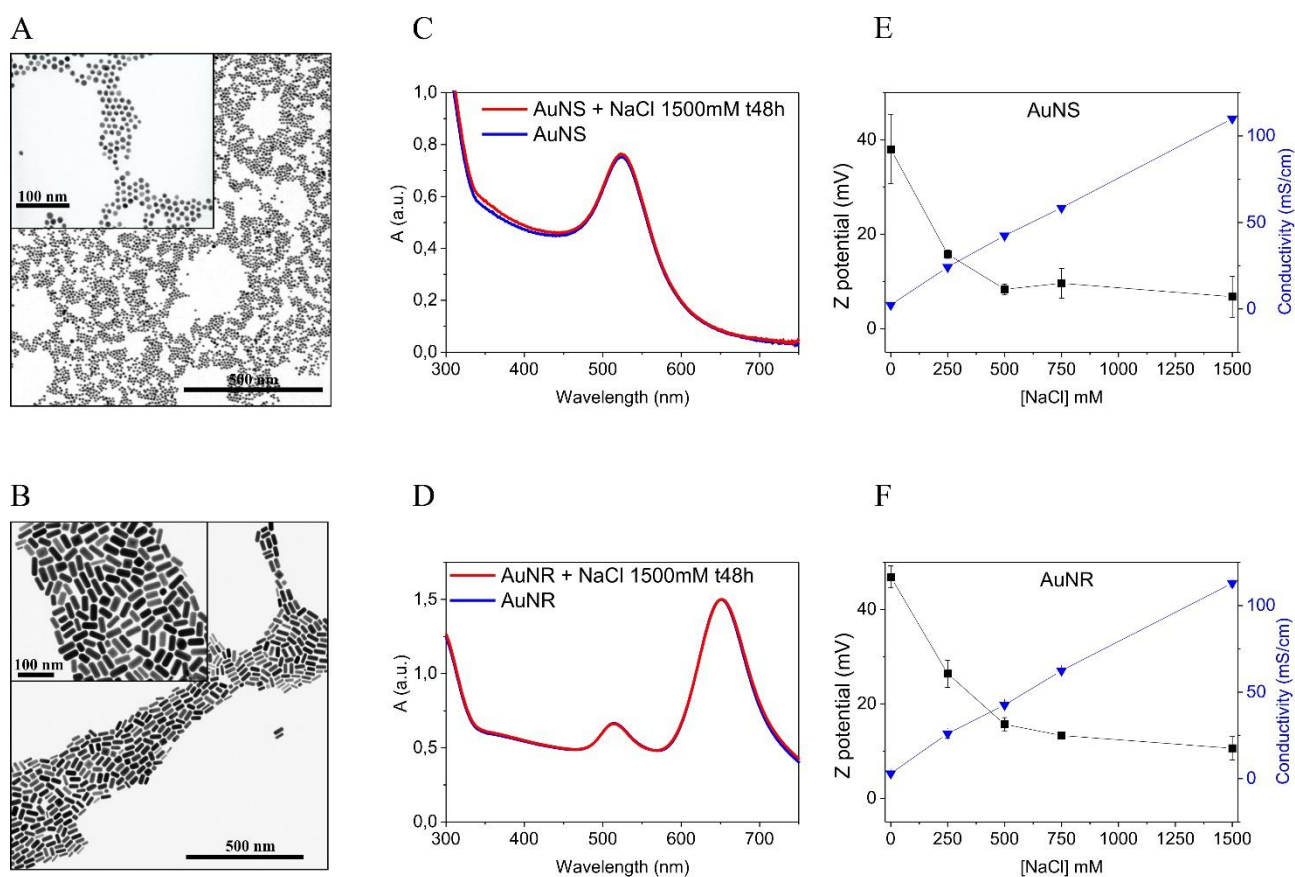 A
100 nm
500 nm
C
1,0
0,8
0,6
0,4
0,2
0,0
A (a.u.)
AuNS + NaCl 1500mM t48h
AuNS
300 400 500 600 700
Wavelength (nm)
E
AuNS
40
20
0
Z potential (mV)
100
50
0
Conductivity (mS/cm)
0 250 500 750 1000 1250 1500
[NaCl] mM
B
100 nm
500 nm
D
1,5
1,0
0,5
0,0
A (a.u.)
AuNR + NaCl 1500mM t48h
AuNR
300 400 500 600 700
Wavelength (nm)
F
AuNR
40
20
0
Z potential (mV)
100
50
0
Conductivity (mS/cm)
0 250 500 750 1000 1250 1500
[NaCl] mM